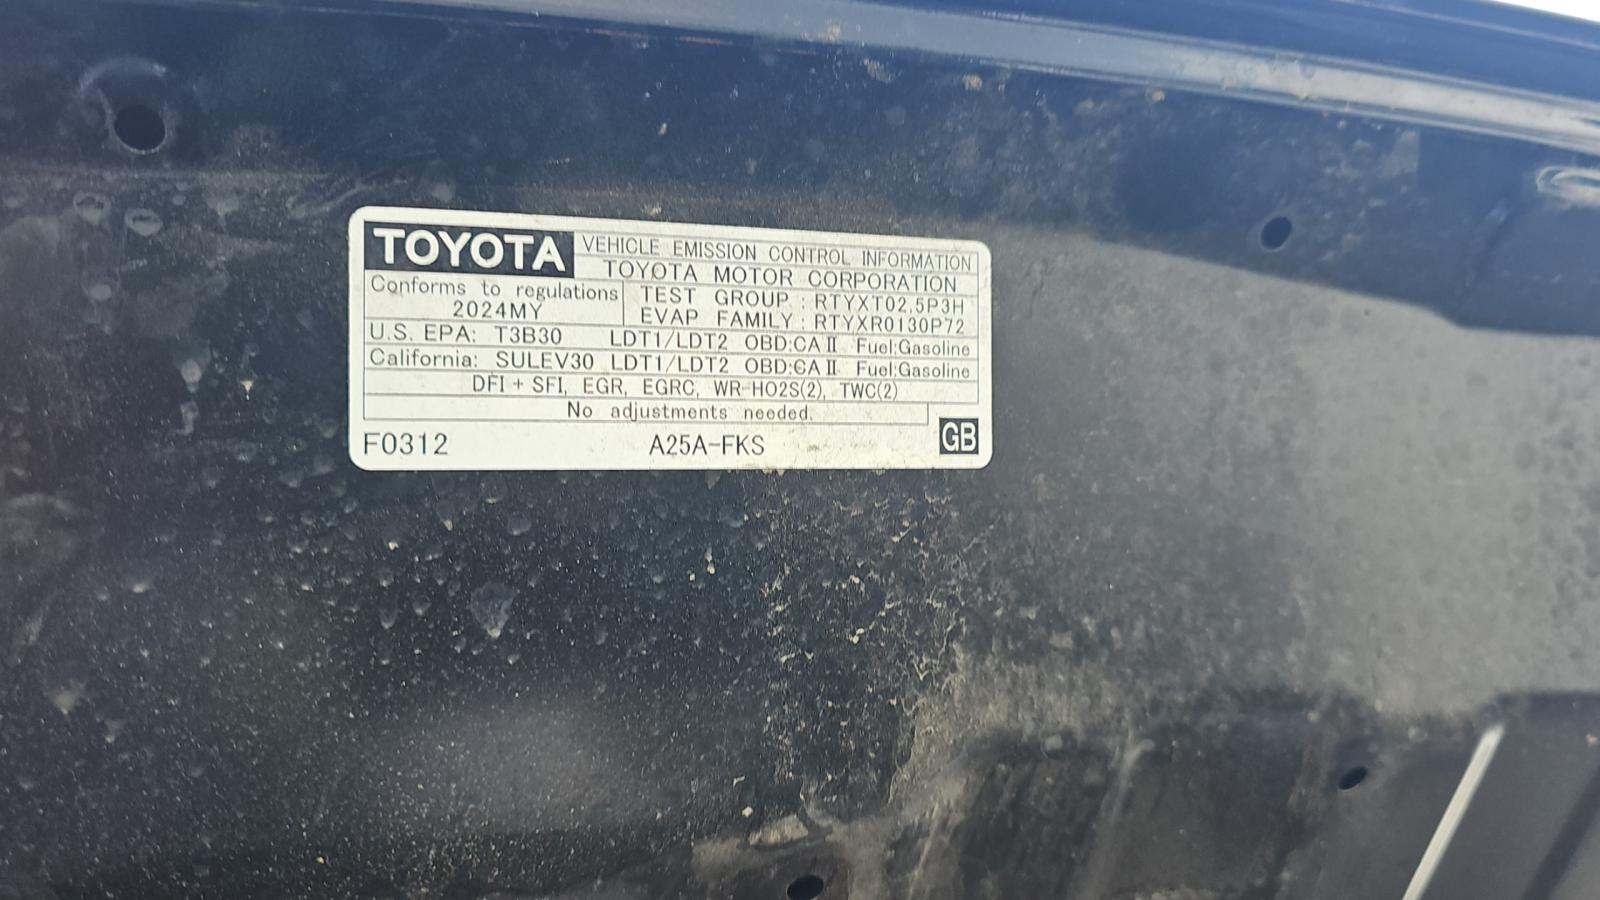 TOYOTA VEHICLE EMISSION CONTROL INFORMATION
TOYOTA MOTOR CORPORATION
Conforms to regulations
2024MY
TEST GROUP : RTYXT02.5P3H
EVAP FAMILY : RTYXR0130P72
U.S. EPA: T3B30 LDT1/LDT2 OBD:CA II Fuel:Gasoline
California: SULEV30 LDT1/LDT2 OBD:CA II Fuel:Gasoline
DFI + SFI, EGR, EGRC, WR-HO2S(2), TWC(2)
No adjustments needed.
F0312 A25A-FKS GB